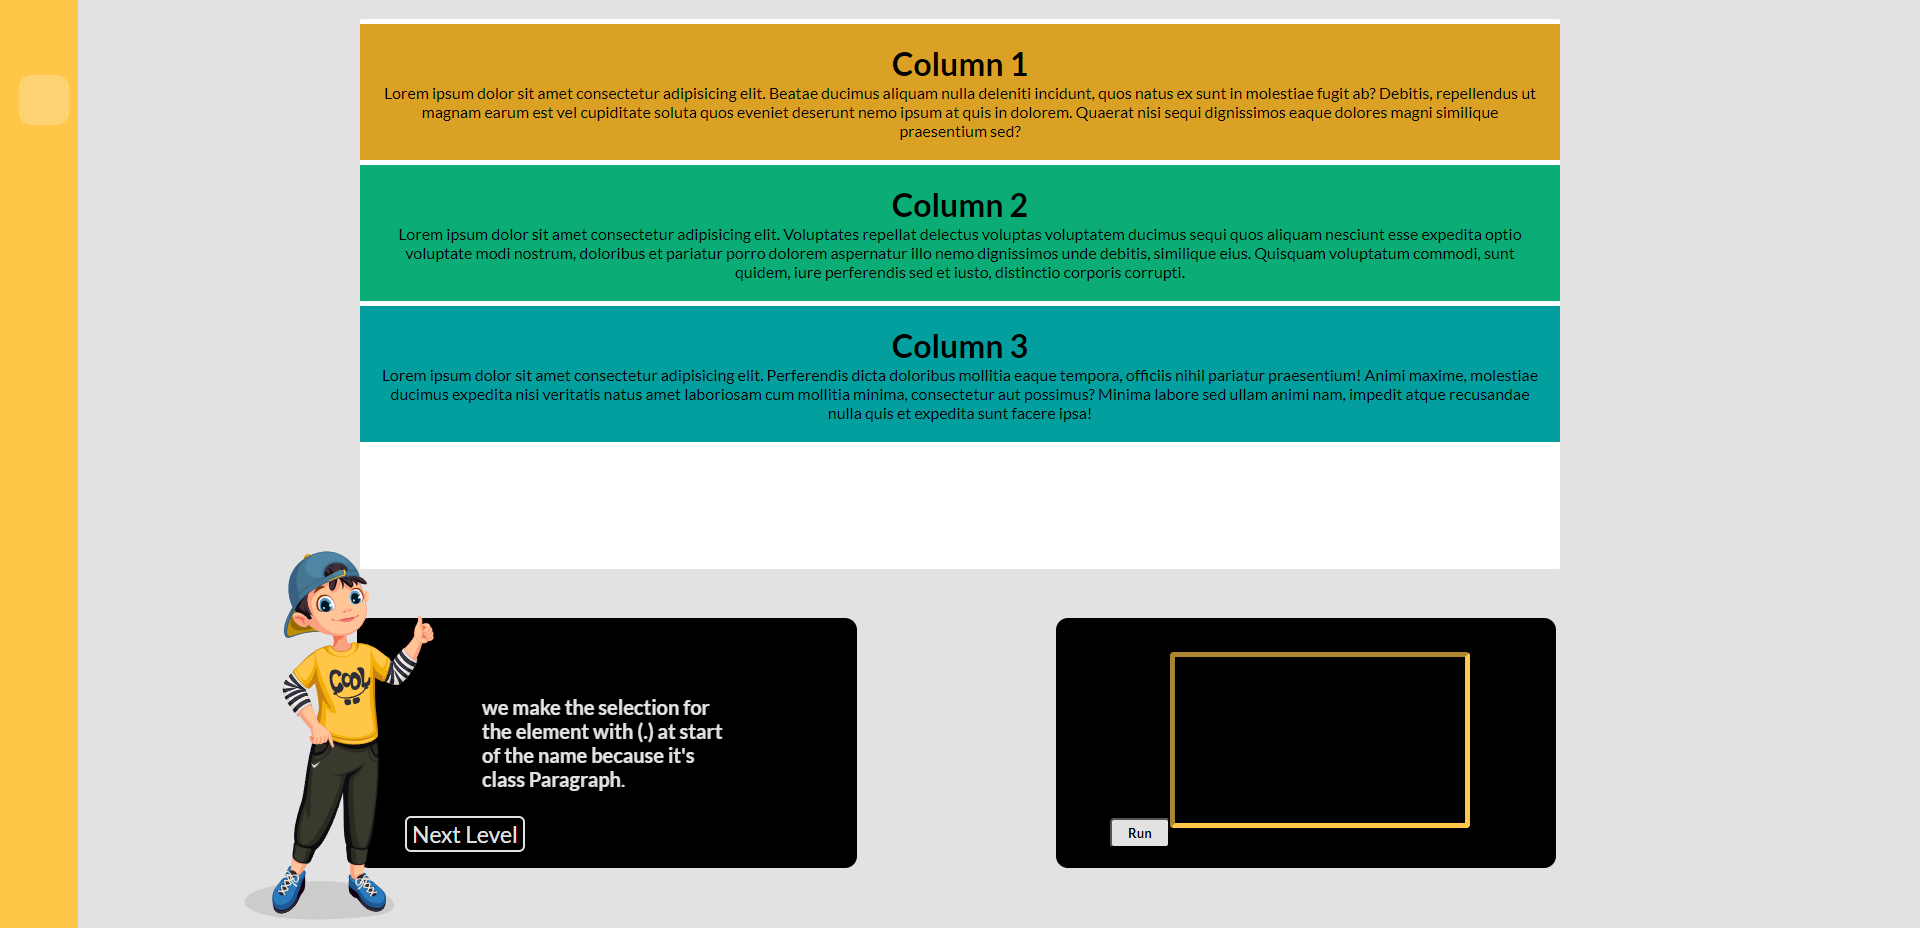 Column 1
Lorem ipsum dolor sit amet consectetur adipisicing elit. Beatae ducimus aliquam nulla deleniti incidunt, quos natus ex sunt in molestiae fugit ab? Debitis, repellendus ut
magnam earum est vel cupiditate soluta quos eveniet deserunt nemo ipsum at quis in dolorem. Quaerat nisi sequi dignissimos eaque dolores magni similique
praesentium sed?
Column 2
Lorem ipsum dolor sit amet consectetur adipisicing elit. Voluptates repellat delectus voluptas voluptatem ducimus sequi quos aliquam nesciunt esse expedita optio
voluptate modi nostrum, doloribus et pariatur porro dolorem aspernatur illo nemo dignissimos unde debitis, similique eius. Quisquam voluptatum commodi, sunt
quidem, iure perferendis sed et iusto, distinctio corporis corrupti.
Column 3
Lorem ipsum dolor sit amet consectetur adipisicing elit. Perferendis dicta doloribus mollitia eaque tempora, officiis nihil pariatur praesentium! Animi maxime, molestiae
ducimus expedita nisi veritatis natus amet laboriosam cum mollitia minima, consectetur aut possimus? Minima labore sed ullam animi nam, impedit atque recusandae
nulla quis et expedita sunt facere ipsa!
COOL
we make the selection for
the element with (.) at start
of the name because it's
class Paragraph.
Next Level
Run